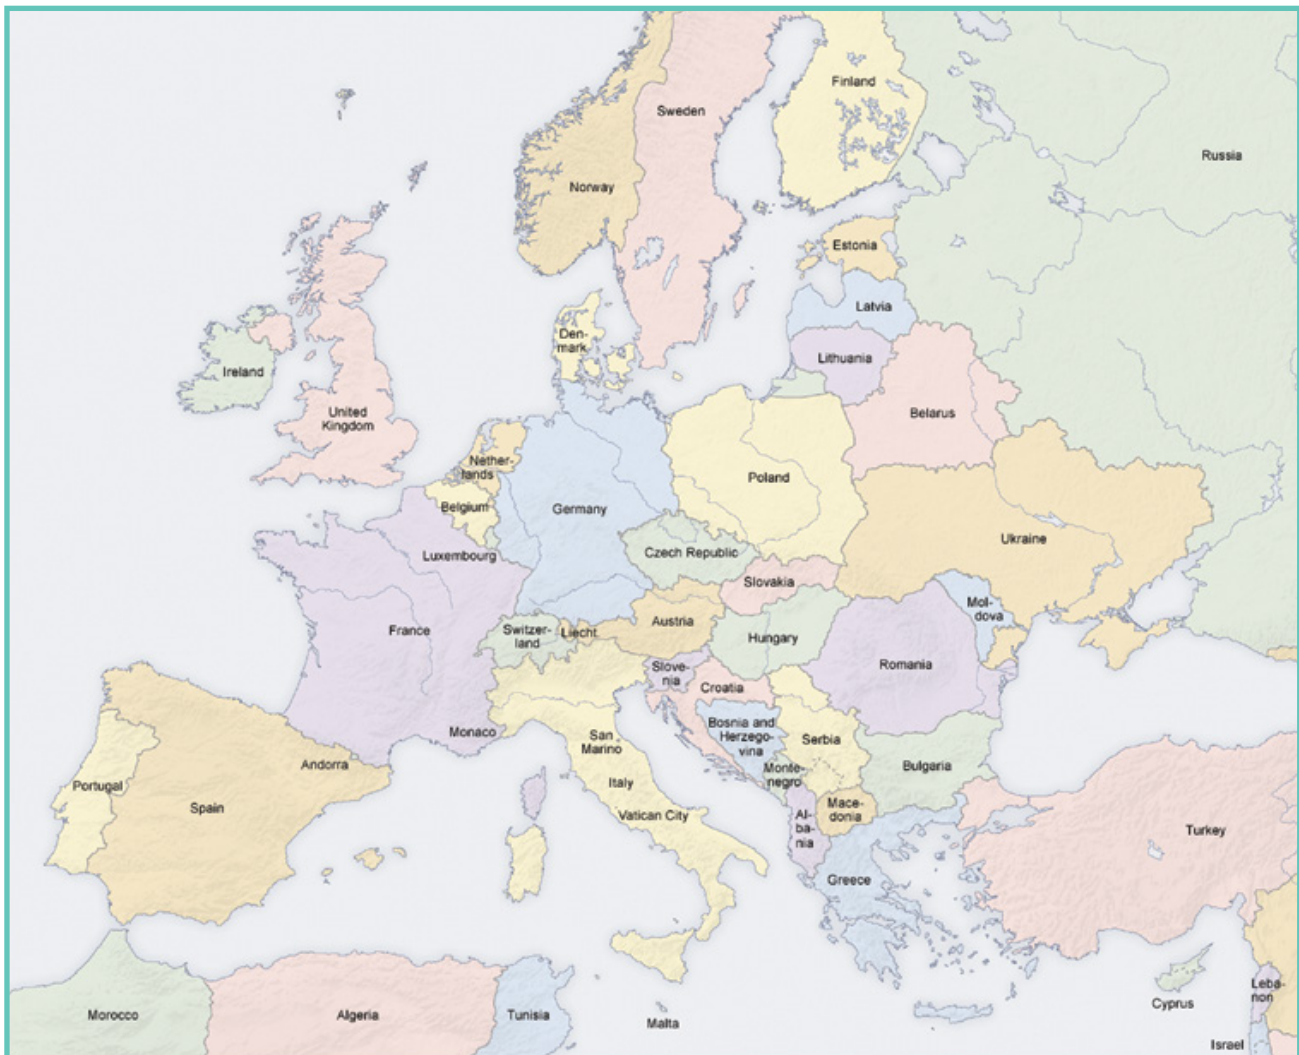 Finland
Sweden
Russia
Norway
Estonia
Latvia
Den-
mark
Lithuania
Ireland
United
Kingdom
Belarus
Nether-
lands
Poland
Belgium
Germany
Ukraine
Luxembourg
Czech Republic
Slovakia
Mol-
dova
France
Switzer-
land
Liecht.
Austria
Hungary
Romania
Slove-
nia
Croatia
Monaco
San
Marino
Bosnia and
Herzego-
vina
Serbia
Andorra
Monte-
negro
Bulgaria
Portugal
Spain
Italy
Vatican City
Al-
ba-
nia
Mace-
donia
Turkey
Greece
Cyprus
Leba-
non
Morocco
Algeria
Tunisia
Malta
Israel